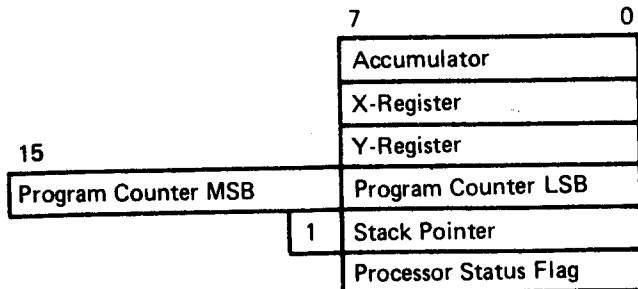 7 0
Accumulator
X-Register
15
Y-Register
Program Counter MSB Program Counter LSB
1 Stack Pointer
Processor Status Flag